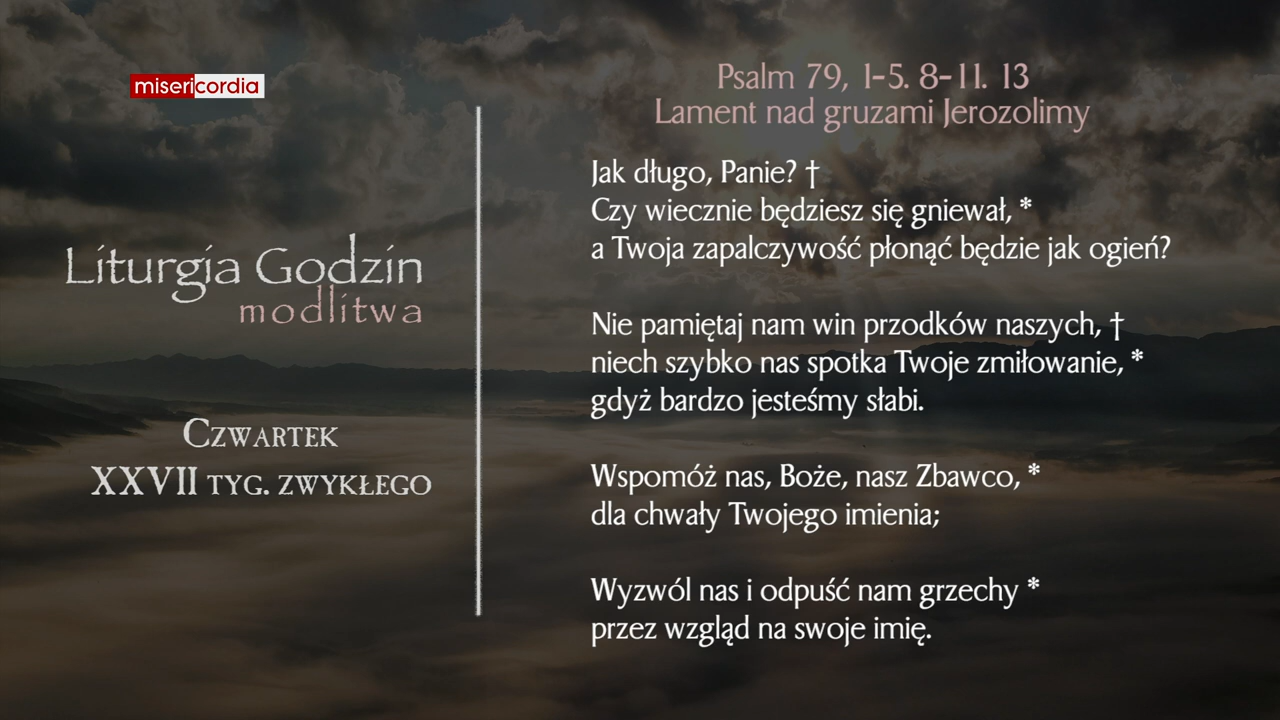 misericordia
Liturgia Godzin
modlitwa
Czwartek
XXVII tyg. zwykłego
Psalm 79, 1-5. 8-11. 13
Lament nad gruzami Jerozolimy
Jak długo, Panie? †
Czy wiecznie będziesz się gniewał, *
a Twoja zapalczywość płonąć będzie jak ogień?
Nie pamiętaj nam win przodków naszych, †
niech szybko nas spotka Twoje zmiłowanie, *
gdyż bardzo jesteśmy słabi.
Wspomóż nas, Boże, nasz Zbawco, *
dla chwały Twojego imienia;
Wyzwól nas i odpuść nam grzechy *
przez wzgląd na swoje imię.